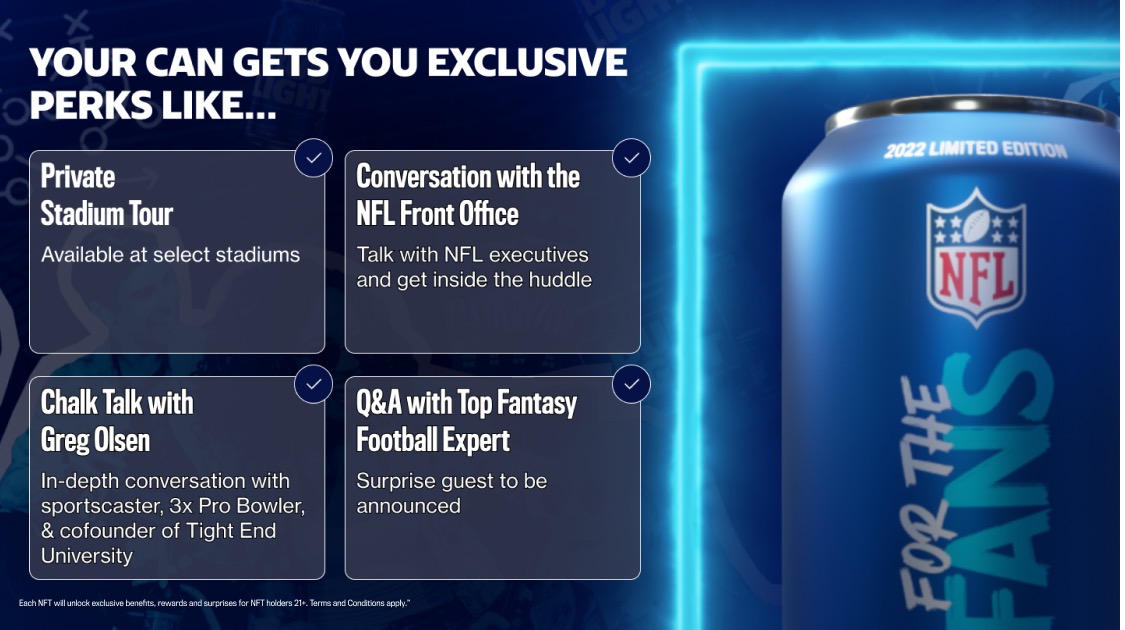 YOUR CAN GETS YOU EXCLUSIVE
PERKS LIKE...
Private
Stadium Tour
Available at select stadiums
Conversation with the
NFL Front Office
Talk with NFL executives
and get inside the huddle
Chalk Talk with
Greg Olsen
In-depth conversation with
sportscaster, 3x Pro Bowler,
& cofounder of Tight End
University
Q&A with Top Fantasy
Football Expert
Surprise guest to be
announced
Each NFT will unlock exclusive benefits, rewards and surprises for NFT holders 21+. Terms and Conditions apply."
2022 LIMITED EDITION
NFL
FOR THE
FANS
LIGHT
LIGHT